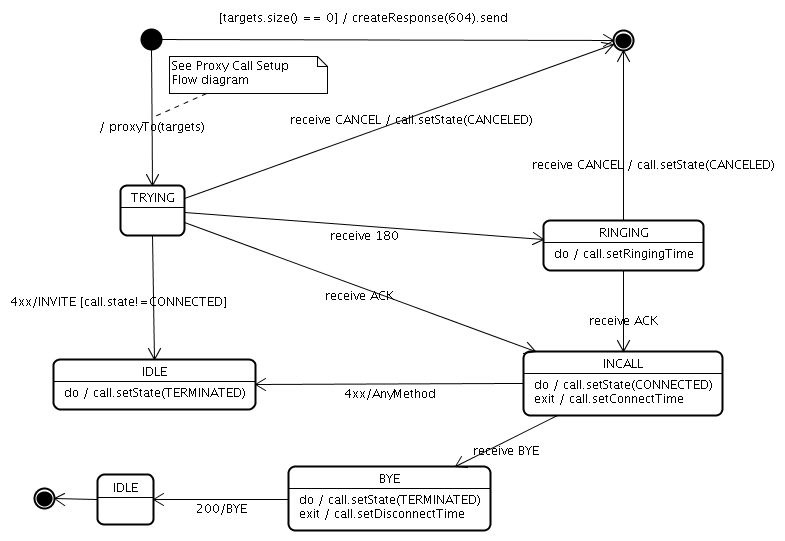 [targets.size() == 0] / createResponse(604).send
See Proxy Call Setup
Flow diagram
/ proxyTo(targets)
receive CANCEL / call.setState(CANCELED)
receive CANCEL / call.setState(CANCELED)
TRYING
receive 180
RINGING
do / call.setRingingTime
4xx/INVITE [call.state!=CONNECTED]
receive ACK
receive ACK
IDLE
do / call.setState(TERMINATED)
4xx/AnyMethod
INCALL
do / call.setState(CONNECTED)
exit / call.setConnectTime
receive BYE
BYE
do / call.setState(TERMINATED)
exit / call.setDisconnectTime
200/BYE
IDLE